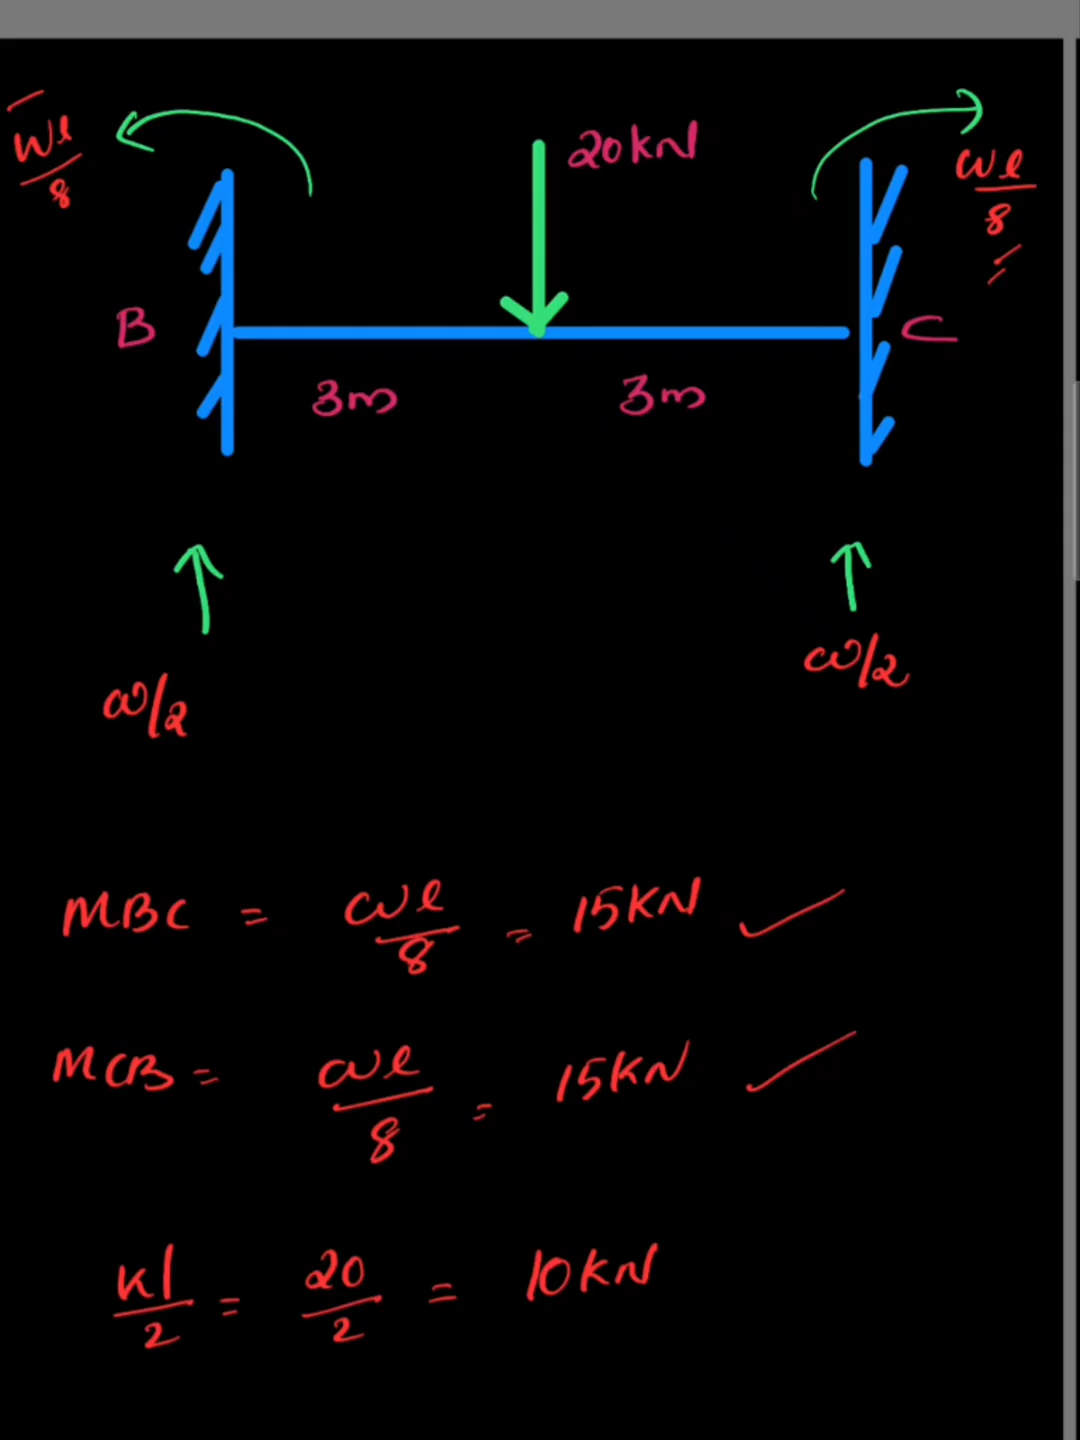 20kN
wl/8
wl/8
B
C
3m
3m
w/2
w/2
MBC = wl/8 = 15KN
MCB = wl/8 = 15KN
W/2 = 20/2 = 10KN